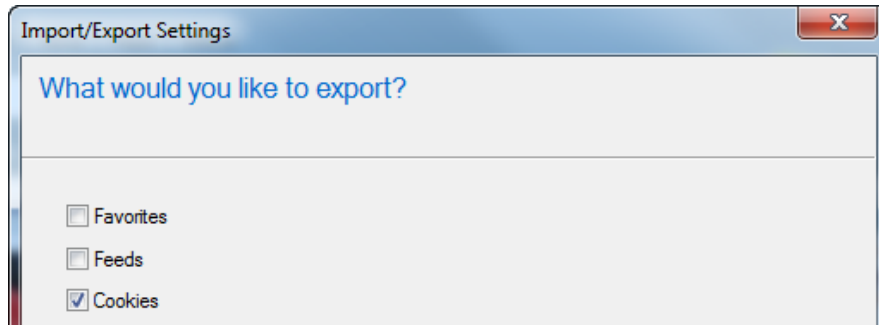 Import/Export Settings
What would you like to export?
Favorites
Feeds
Cookies